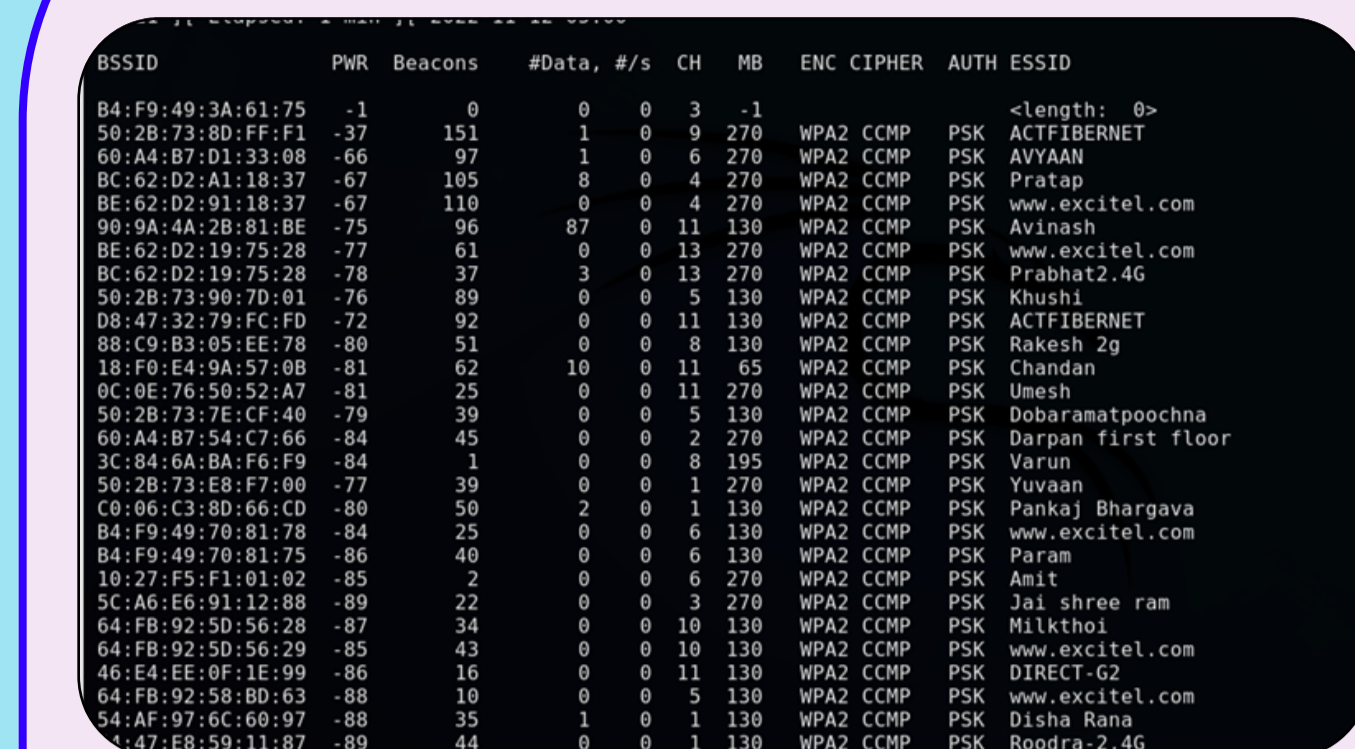 ][ Elapsed: 1 min ][ 2022-11-12
BSSID PWR Beacons #Data, #/s CH MB ENC CIPHER AUTH ESSID
B4:F9:49:3A:61:75 -1 0 0 0 3 -1 <length: 0>
50:2B:73:8D:FF:F1 -37 151 1 0 9 270 WPA2 CCMP PSK ACTFIBERNET
60:A4:B7:D1:33:08 -66 97 1 0 6 270 WPA2 CCMP PSK AVYAAN
BC:62:D2:A1:18:37 -67 105 8 0 4 270 WPA2 CCMP PSK Pratap
BE:62:D2:91:18:37 -67 110 0 0 4 270 WPA2 CCMP PSK www.excitel.com
90:9A:4A:2B:81:BE -75 96 87 0 11 130 WPA2 CCMP PSK Avinash
BE:62:D2:19:75:28 -77 61 0 0 13 270 WPA2 CCMP PSK www.excitel.com
BC:62:D2:19:75:28 -78 37 3 0 13 270 WPA2 CCMP PSK Prabhat2.4G
50:2B:73:90:7D:01 -76 89 0 0 5 130 WPA2 CCMP PSK Khushi
D8:47:32:79:FC:FD -72 92 0 0 11 130 WPA2 CCMP PSK ACTFIBERNET
88:C9:B3:05:EE:78 -80 51 0 0 8 130 WPA2 CCMP PSK Rakesh 2g
18:F0:E4:9A:57:0B -81 62 10 0 11 65 WPA2 CCMP PSK Chandan
0C:0E:76:50:52:A7 -81 25 0 0 11 270 WPA2 CCMP PSK Umesh
50:2B:73:7E:CF:40 -79 39 0 0 5 130 WPA2 CCMP PSK Dobaramatpoochna
60:A4:B7:54:C7:66 -84 45 0 0 2 270 WPA2 CCMP PSK Darpan first floor
3C:84:6A:BA:F6:F9 -84 1 0 0 8 195 WPA2 CCMP PSK Varun
50:2B:73:E8:F7:00 -77 39 0 0 1 270 WPA2 CCMP PSK Yuvaan
C0:06:C3:8D:66:CD -80 50 2 0 1 130 WPA2 CCMP PSK Pankaj Bhargava
B4:F9:49:70:81:78 -84 25 0 0 6 130 WPA2 CCMP PSK www.excitel.com
B4:F9:49:70:81:75 -86 40 0 0 6 130 WPA2 CCMP PSK Param
10:27:F5:F1:01:02 -85 2 0 0 6 270 WPA2 CCMP PSK Amit
5C:A6:E6:91:12:88 -89 22 0 0 3 270 WPA2 CCMP PSK Jai shree ram
64:FB:92:5D:56:28 -87 34 0 0 10 130 WPA2 CCMP PSK Milkthoi
64:FB:92:5D:56:29 -85 43 0 0 10 130 WPA2 CCMP PSK www.excitel.com
46:E4:EE:0F:1E:99 -86 16 0 0 11 130 WPA2 CCMP PSK DIRECT-G2
64:FB:92:58:BD:63 -88 10 0 0 5 130 WPA2 CCMP PSK www.excitel.com
54:AF:97:6C:60:97 -88 35 1 0 1 130 WPA2 CCMP PSK Disha Rana
4:47:E8:59:11:87 -89 44 0 0 1 130 WPA2 CCMP PSK Roodra-2.4G